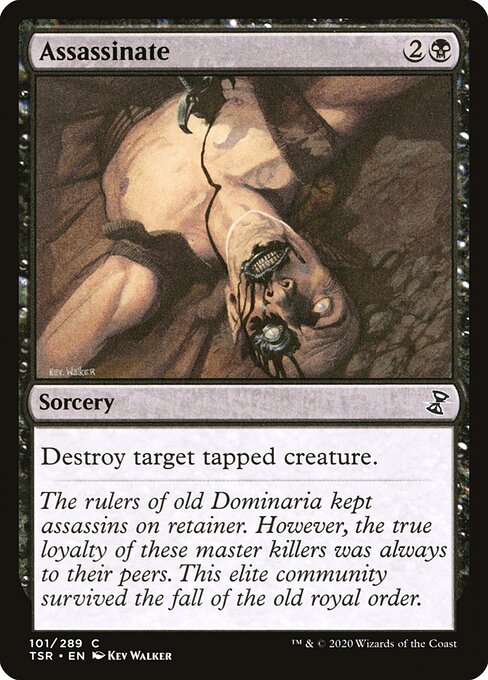 Assassinate 2
KEV. WALKER
Sorcery
Destroy target tapped creature.
The rulers of old Dominaria kept
assassins on retainer. However, the true
loyalty of these master killers was always
to their peers. This elite community
survived the fall of the old royal order.
101/289 C
™ & © 2020 Wizards of the Coast
TSR • EN Kev Walker